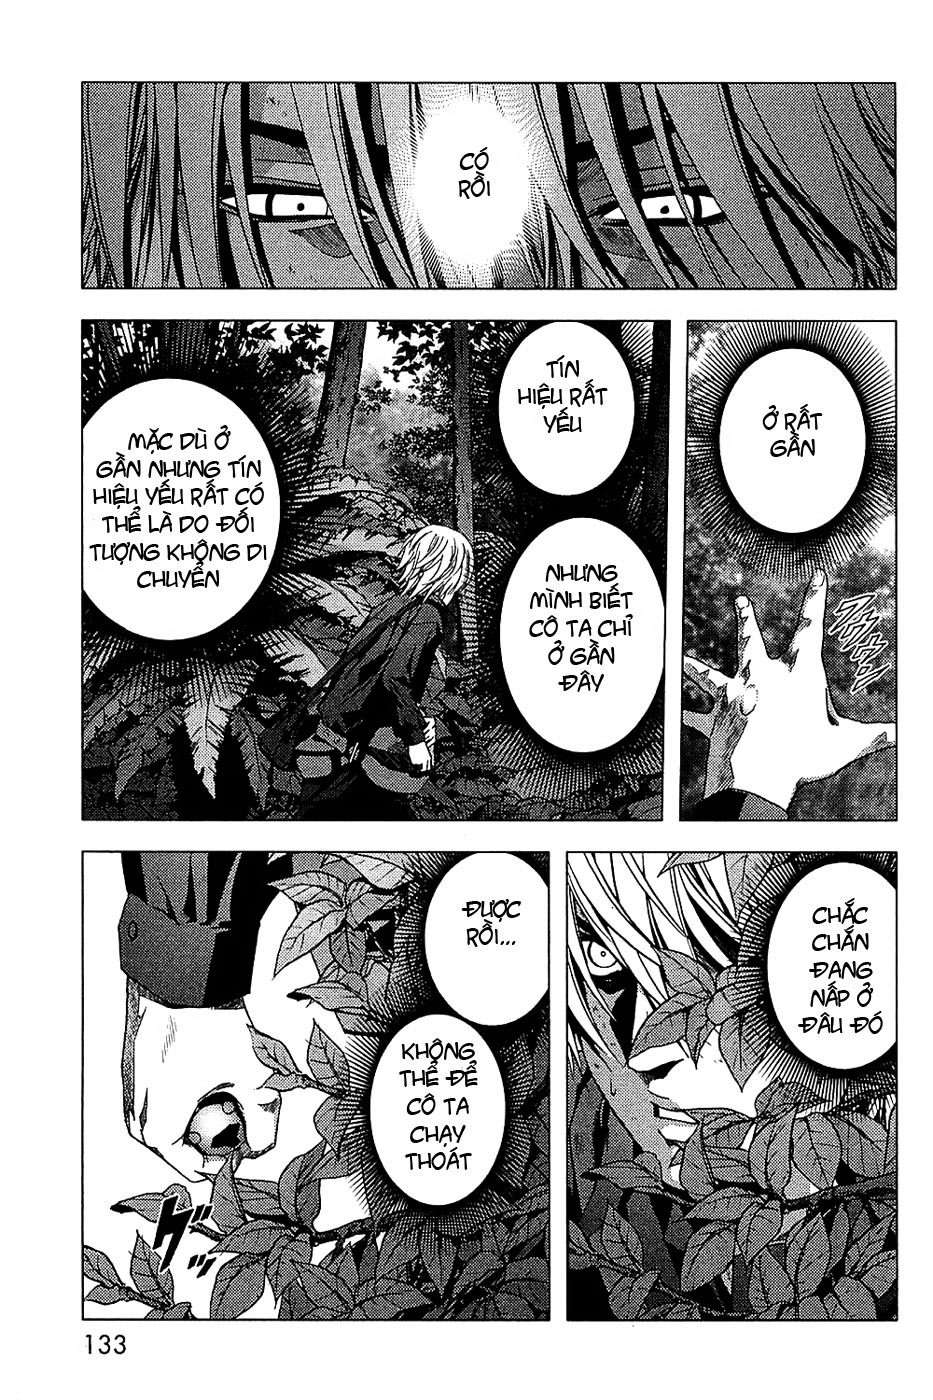 CÓ
RỒI
Ở RẤT
GẦN
TÍN
HIỆU RẤT
YẾU
NHƯNG
MÌNH BIẾT
CÔ TA CHỈ
Ở GẦN
ĐÂY
MẶC DÙ Ở
GẦN NHƯNG TÍN
HIỆU YẾU RẤT CÓ
THỂ LÀ DO ĐỐI
TƯỢNG KHÔNG DI
CHUYỂN
CHẮC
CHẮN
ĐANG
NẤP Ở
ĐÂU ĐÓ
ĐƯỢC
RỒI...
KHÔNG
THỂ ĐỂ
CÔ TA
CHẠY
THOÁT
グッ
133